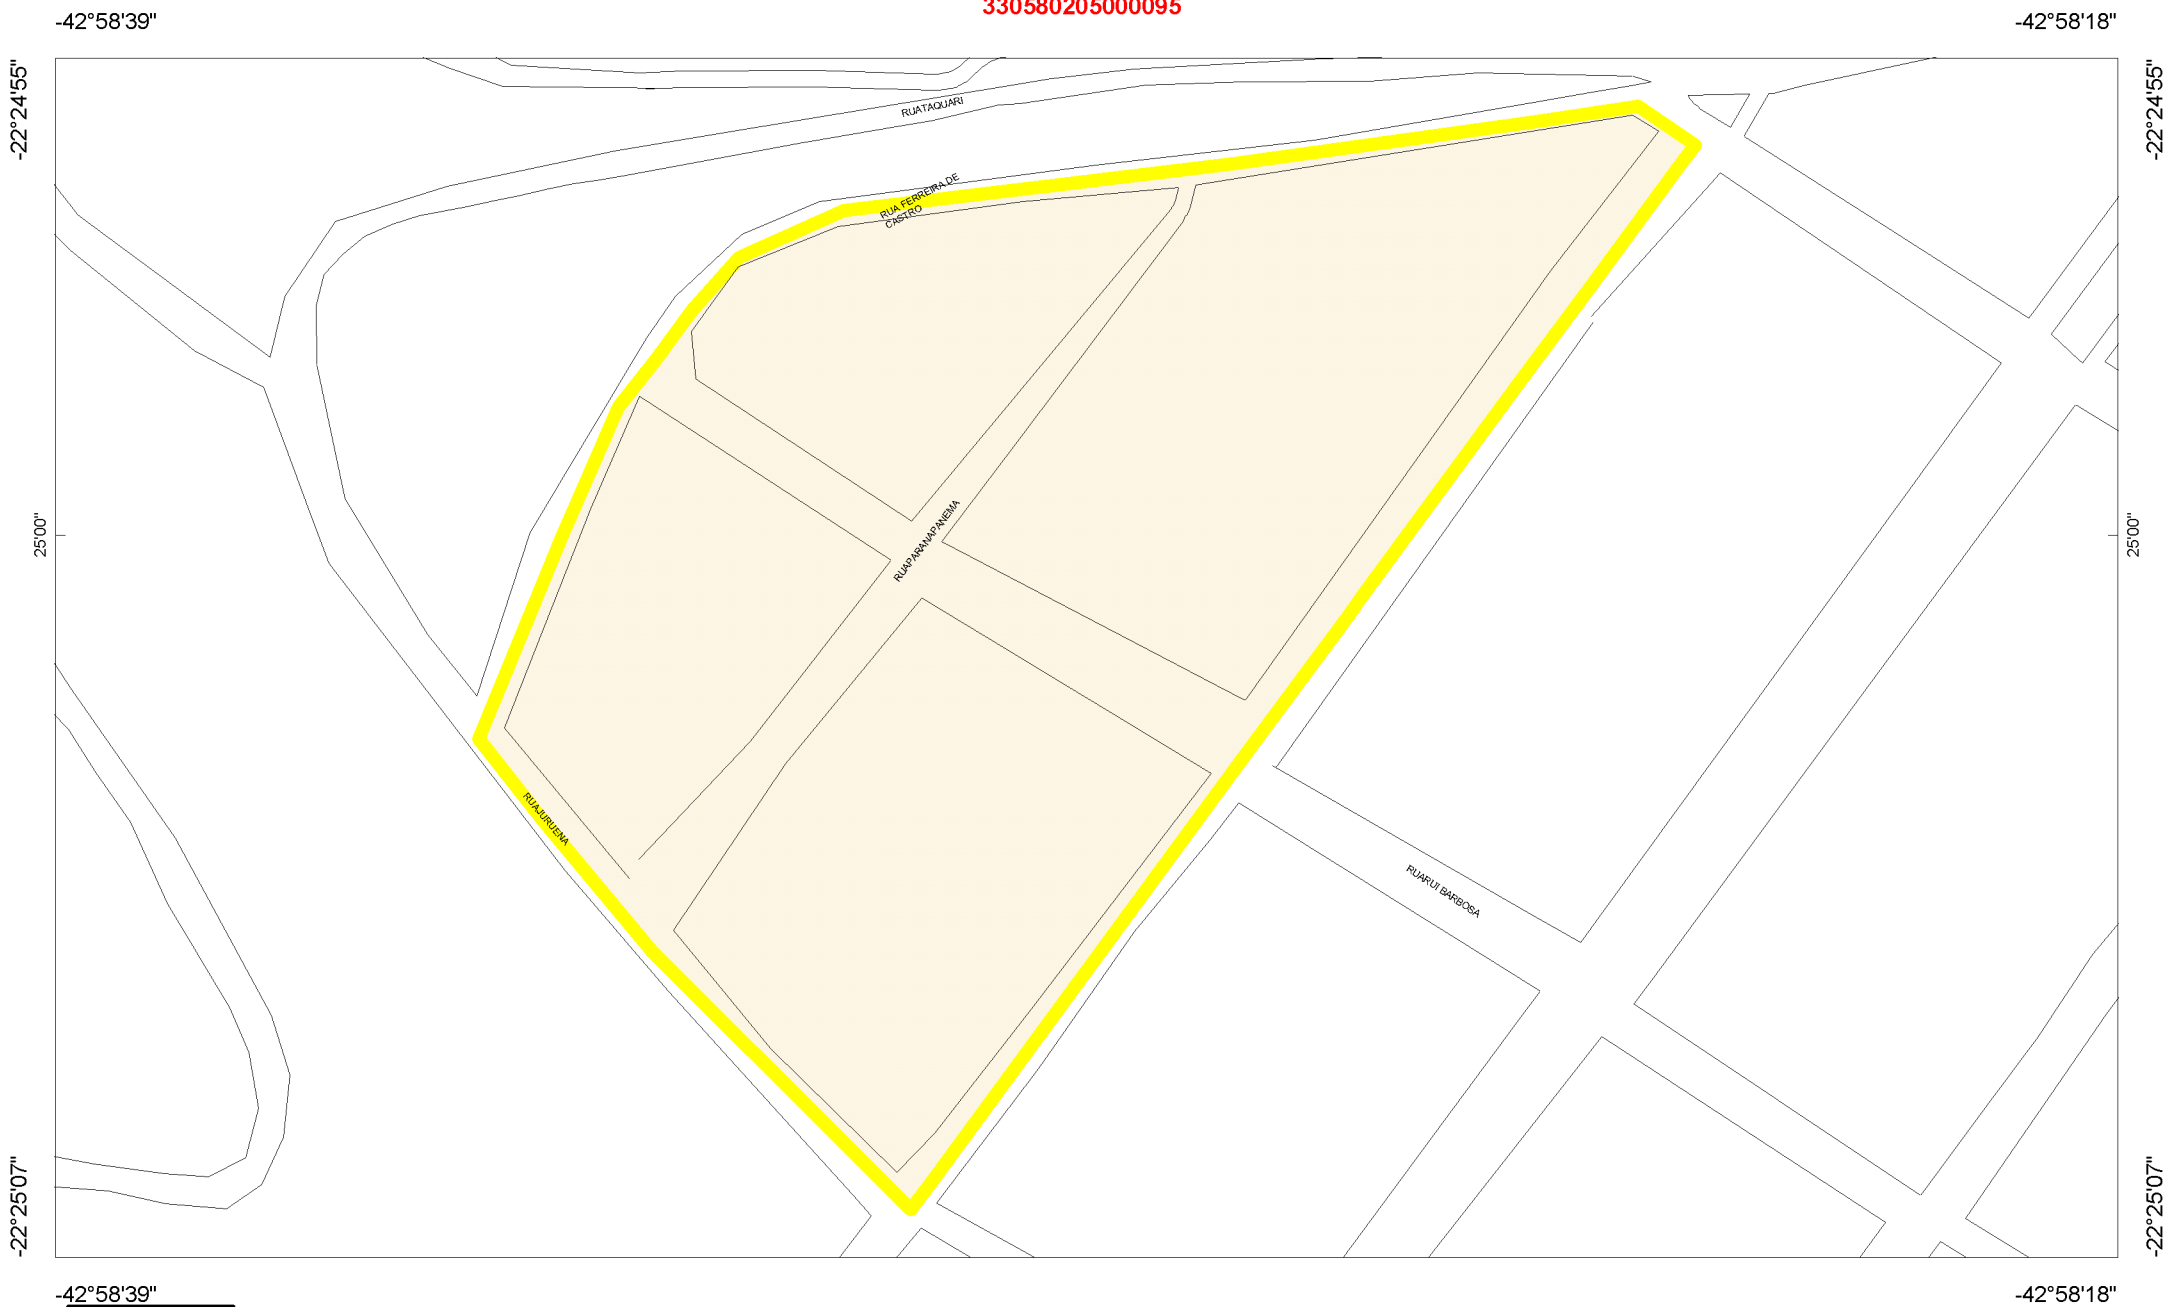 330580205000095
-42°58'39"
-42°58'18"
-22°24'55"
-22°24'55"
RUATAQUARI
RUA FERREIRA DE
CASTRO
25'00"
25'00"
RUAPARANAPANEMA
RUAJURUENA
RUARUI BARBOSA
-22°25'07"
-22°25'07"
-42°58'39"
-42°58'18"